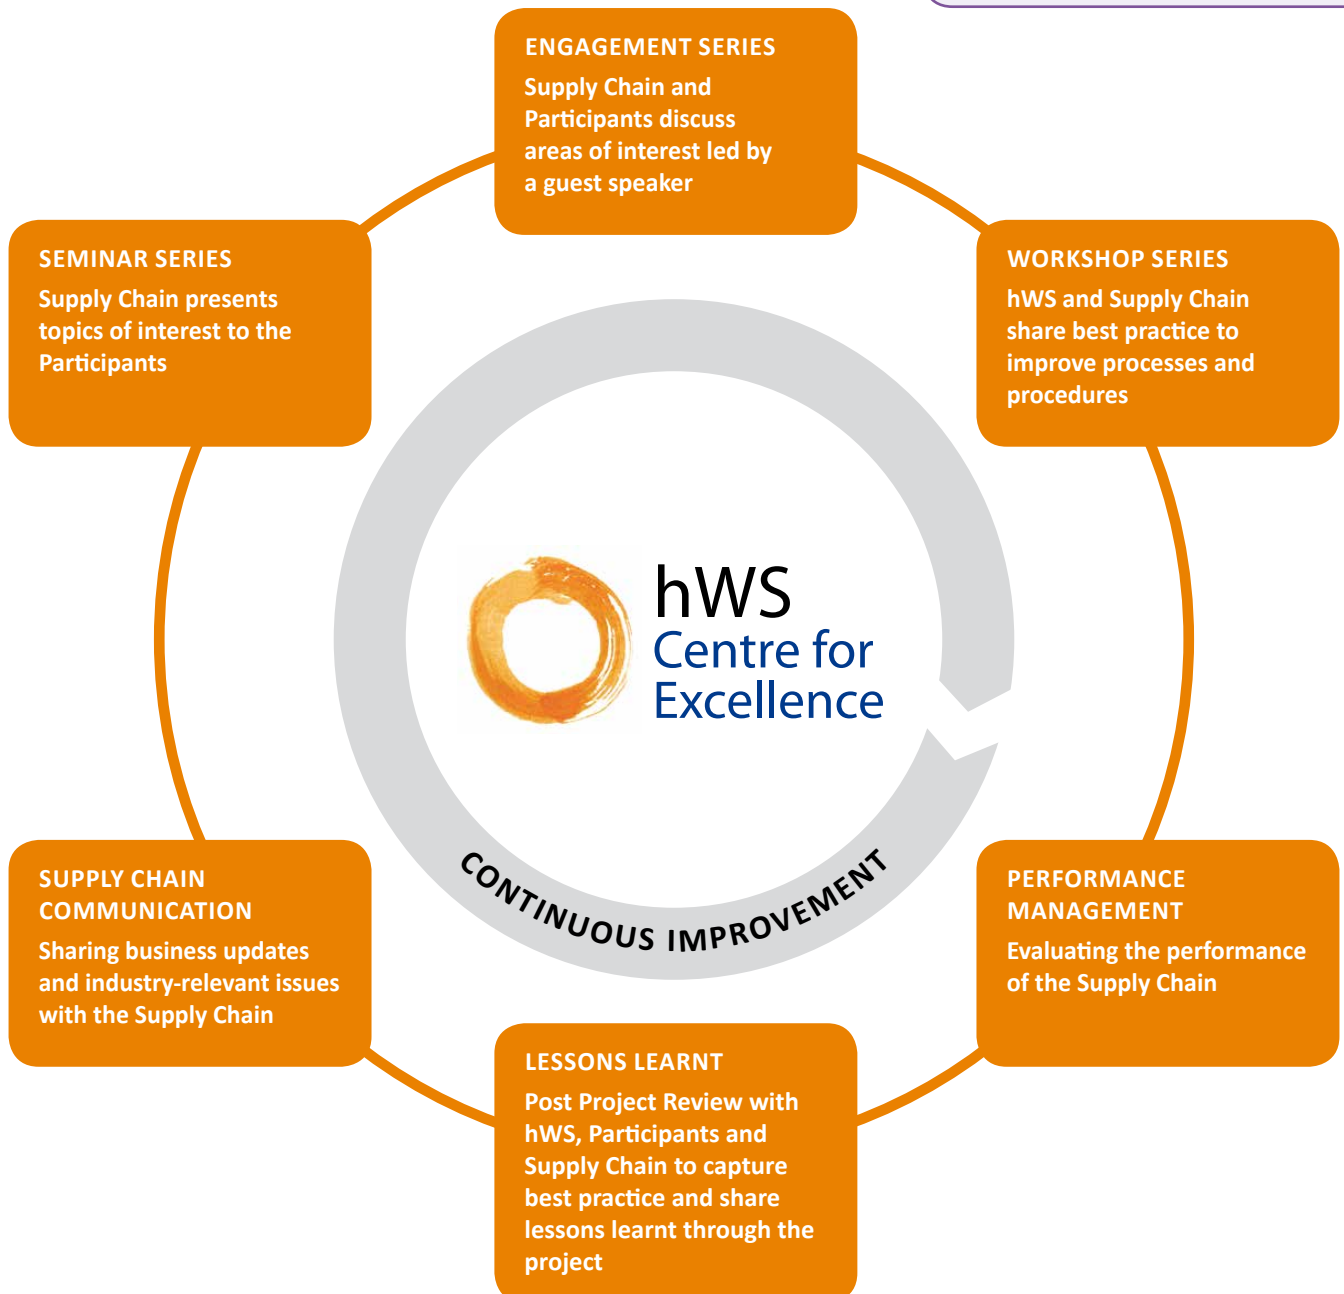 ENGAGEMENT SERIES
Supply Chain and
Participants discuss
areas of interest led by
a guest speaker
SEMINAR SERIES
Supply Chain presents
topics of interest to the
Participants
WORKSHOP SERIES
hWS and Supply Chain
share best practice to
improve processes and
procedures
hWS
Centre for
Excellence
CONTINUOUS IMPROVEMENT
SUPPLY CHAIN
COMMUNICATION
Sharing business updates
and industry-relevant issues
with the Supply Chain
PERFORMANCE
MANAGEMENT
Evaluating the performance
of the Supply Chain
LESSONS LEARNT
Post Project Review with
hWS, Participants and
Supply Chain to capture
best practice and share
lessons learnt through the
project